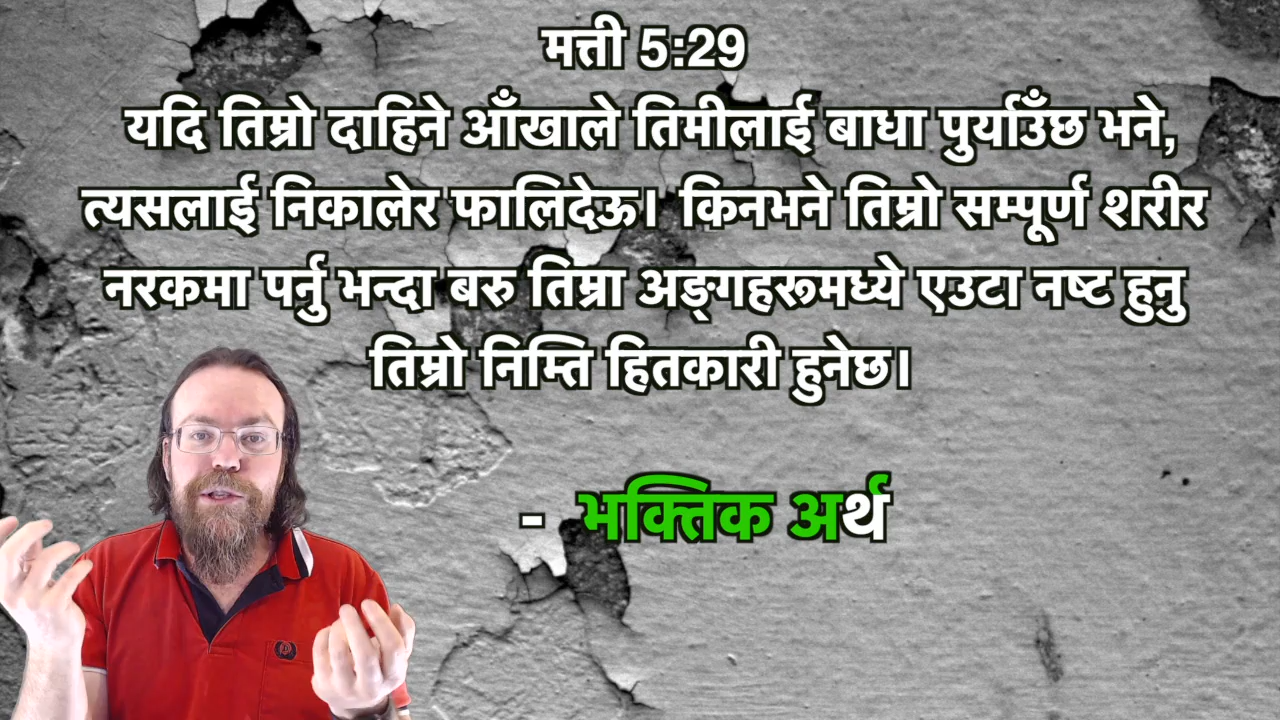 मत्ती 5:29
यदि तिम्रो दाहिने आँखाले तिमीलाई बाधा पुर्याउँछ भने,
त्यसलाई निकालेर फालिदेऊ। किनभने तिम्रो सम्पूर्ण शरीर
नरकमा पर्नु भन्दा बरु तिम्रा अङ्गहरूमध्ये एउटा नष्ट हुनु
तिम्रो निम्ति हितकारी हुनेछ।
- भक्तिक अर्थ